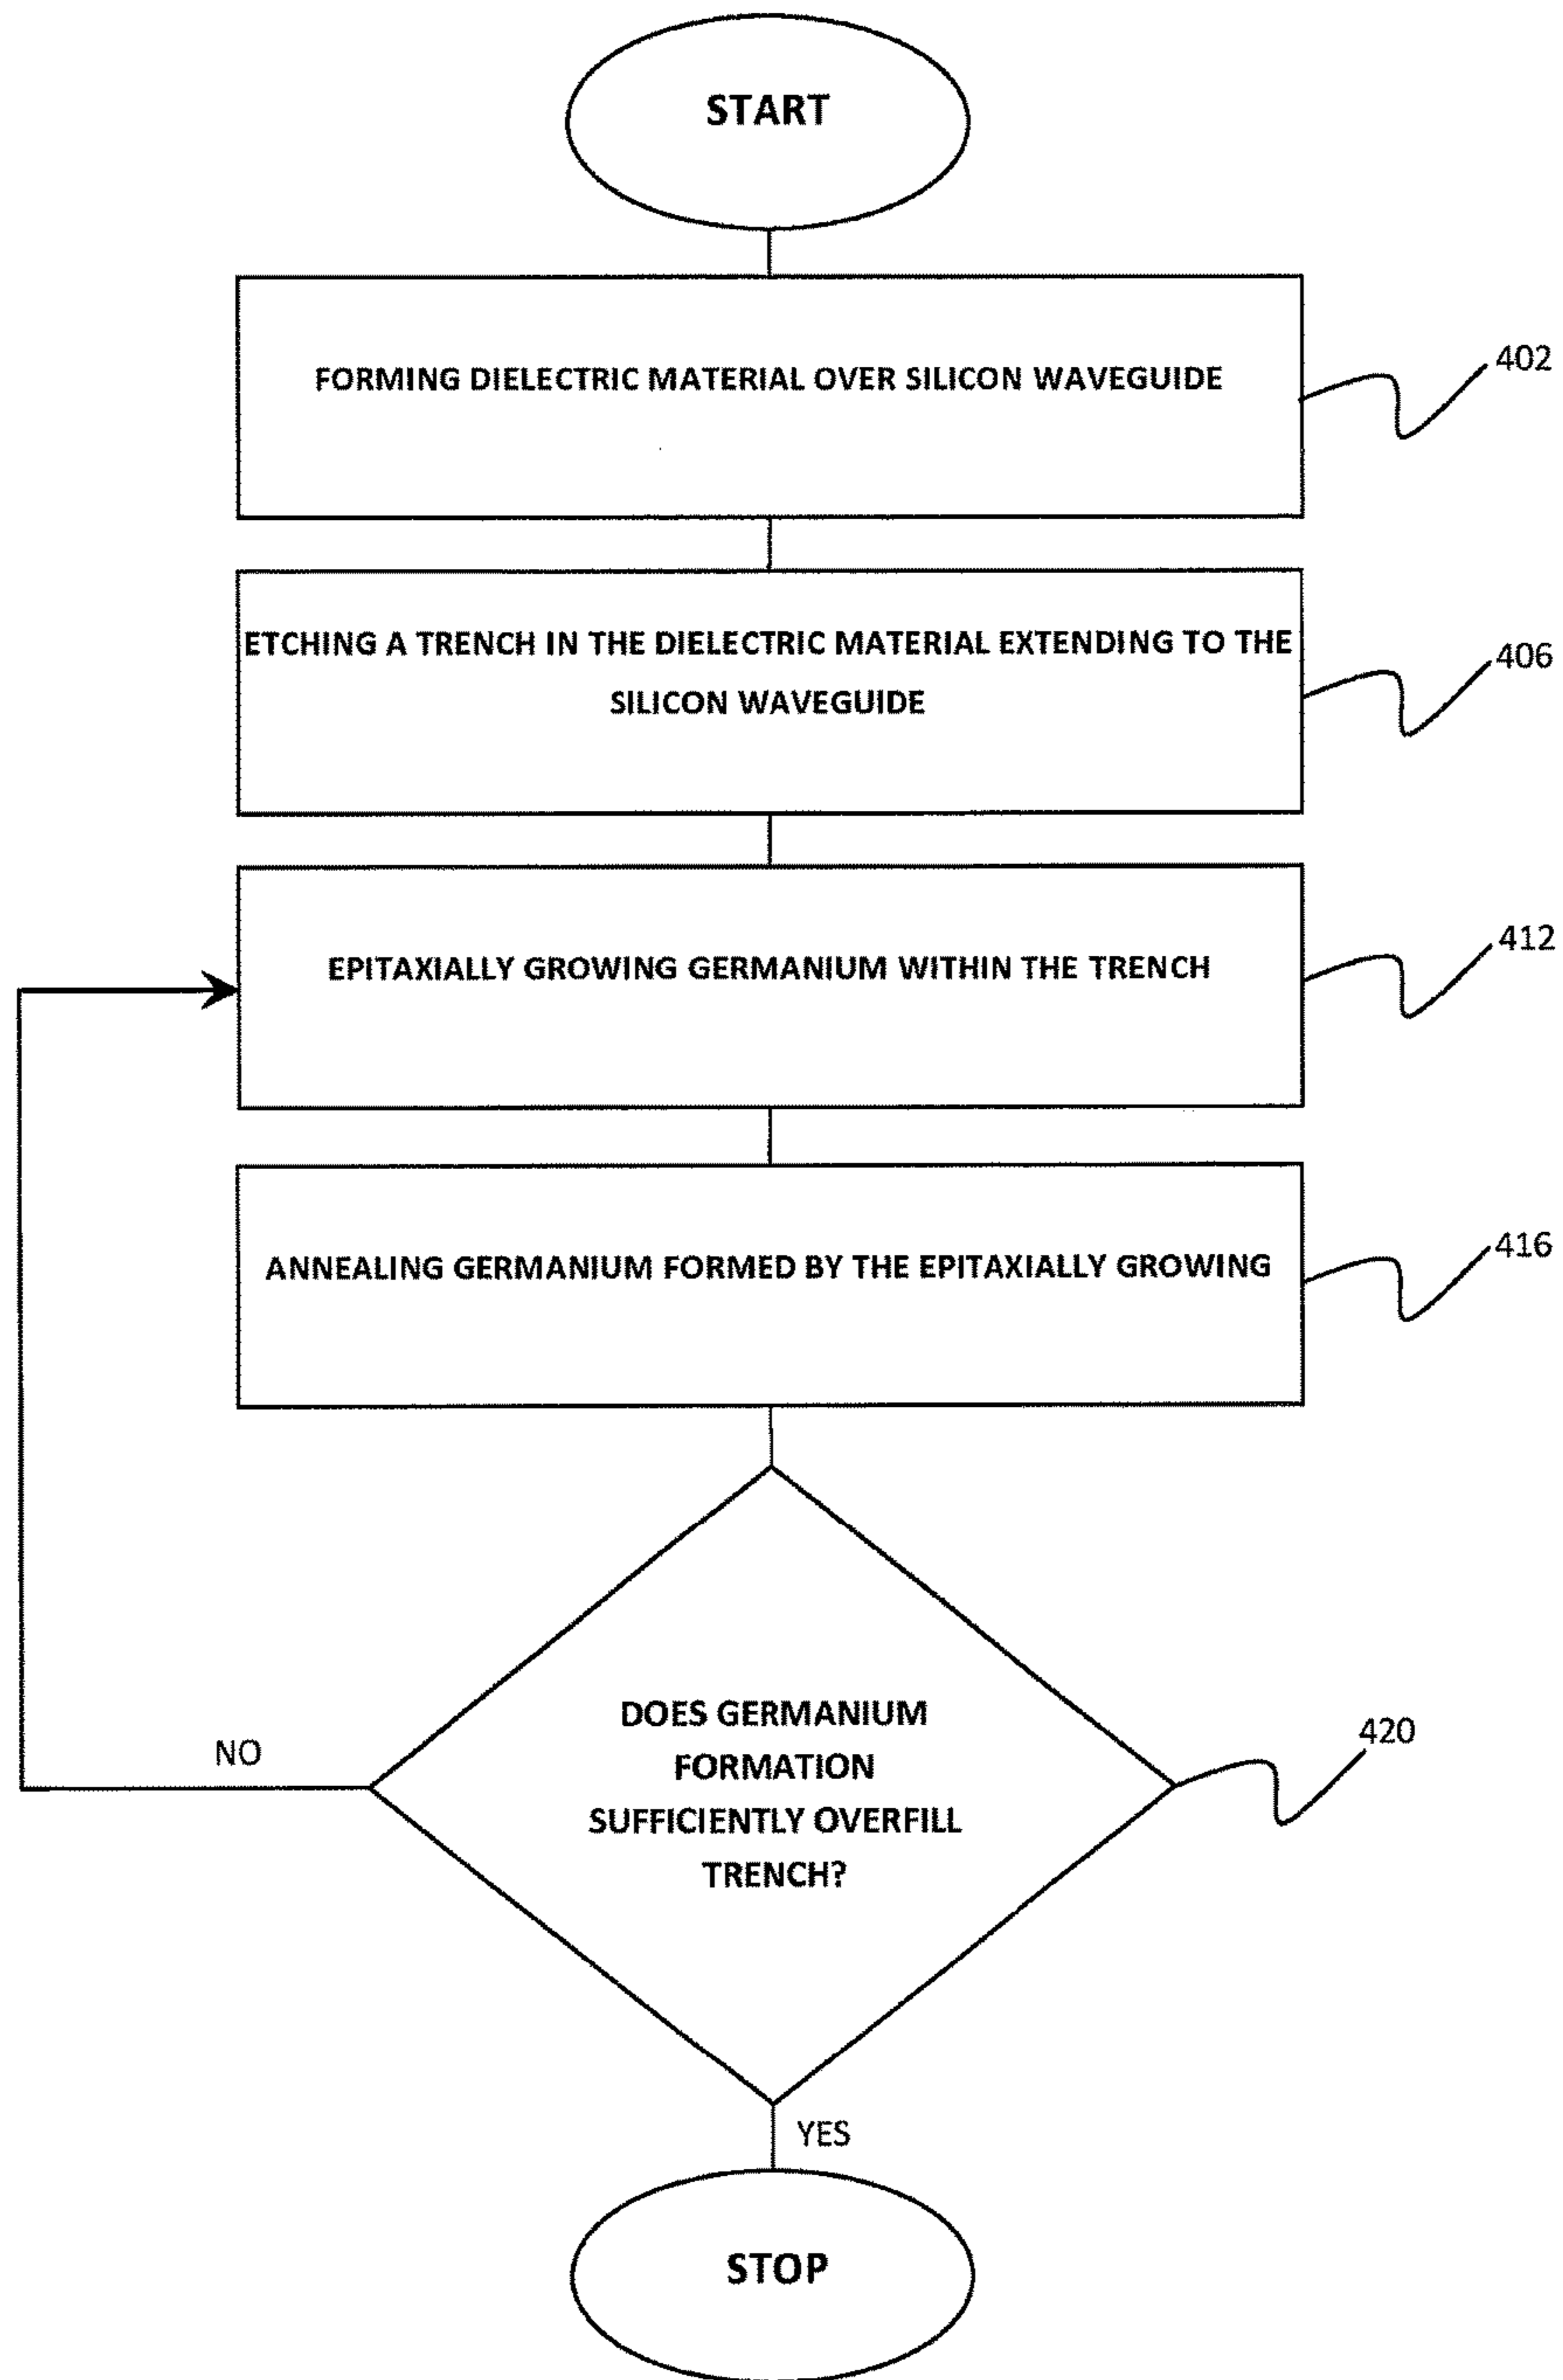 START
FORMING DIELECTRIC MATERIAL OVER SILICON WAVEGUIDE
402
ETCHING A TRENCH IN THE DIELECTRIC MATERIAL EXTENDING TO THE
SILICON WAVEGUIDE
406
EPITAXIALLY GROWING GERMANIUM WITHIN THE TRENCH
412
ANNEALING GERMANIUM FORMED BY THE EPITAXIALLY GROWING
416
DOES GERMANIUM
FORMATION
SUFFICIENTLY OVERFILL
TRENCH?
420
NO
YES
STOP